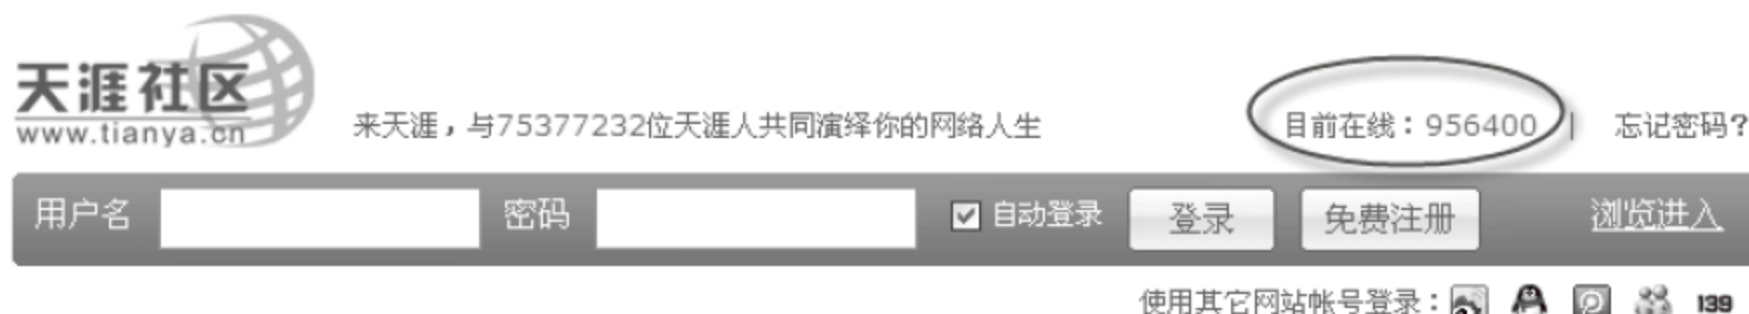 天涯社区
www.tianya.cn
来天涯，与75377232位天涯人共同演绎你的网络人生
目前在线：956400 | 忘记密码？
用户名 密码 自动登录 登录 免费注册 浏览进入
使用其它网站帐号登录： 139